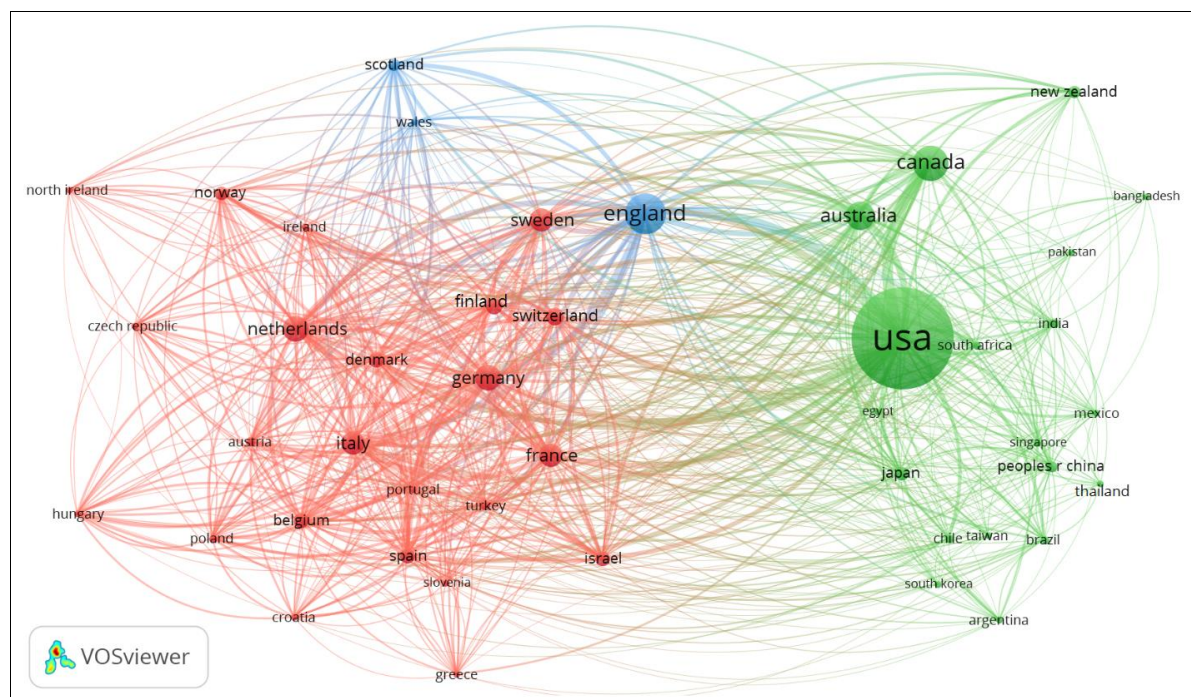 scotland
new zealand
wales
canada
north ireland
norway
bangladesh
england
australia
sweden
ireland
pakistan
finland
switzerland
india
czech republic
netherlands
usa
south africa
denmark
germany
egypt
mexico
austria
italy
singapore
france
peoples r china
japan
portugal
thailand
turkey
hungary
belgium
poland
chile
taiwan
brazil
spain
israel
slovenia
south korea
croatia
argentina
VOSviewer
greece